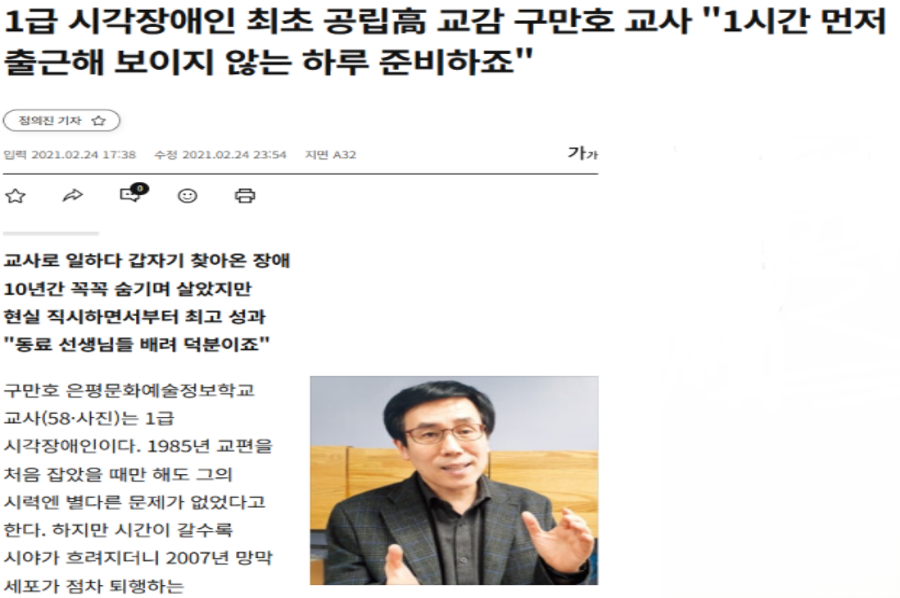 1급 시각장애인 최초 공립高 교감 구만호 교사 "1시간 먼저
출근해 보이지 않는 하루 준비하죠"
정의진 기자
입력 2021.02.24 17:38 수정 2021.02.24 23:54 지면 A32
가가
0
교사로 일하다 갑자기 찾아온 장애
10년간 꼭꼭 숨기며 살았지만
현실 직시하면서부터 최고 성과
"동료 선생님들 배려 덕분이죠"
구만호 은평문화예술정보학교
교사(58·사진)는 1급
시각장애인이다. 1985년 교편을
처음 잡았을 때만 해도 그의
시력엔 별다른 문제가 없었다고
한다. 하지만 시간이 갈수록
시야가 흐려지더니 2007년 망막
세포가 점차 퇴행하는